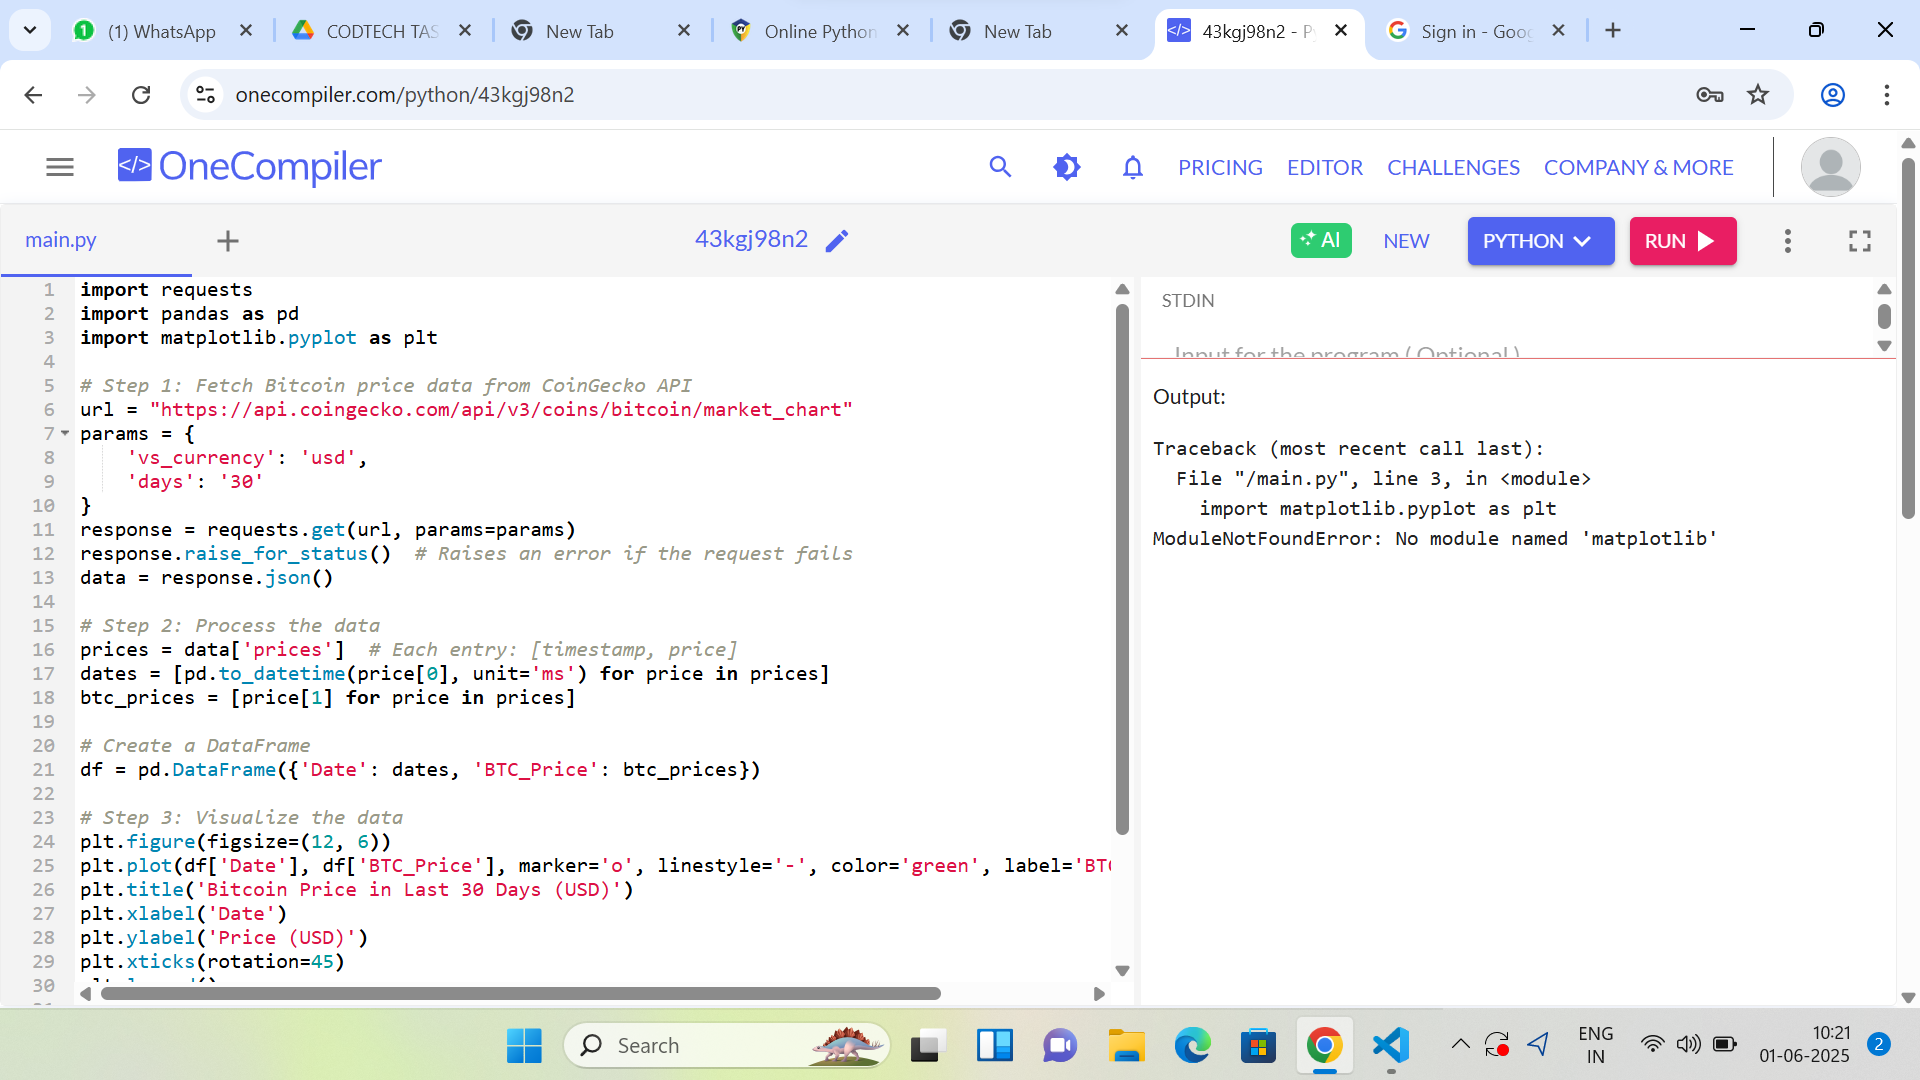 (1) WhatsApp
CODTECH TAS
New Tab
Online Python
New Tab
43kgj98n2 - P
Sign in - Goog
onecompiler.com/python/43kgj98n2
</> OneCompiler
PRICING
EDITOR
CHALLENGES
COMPANY & MORE
main.py
43kgj98n2
AI
NEW
PYTHON
RUN
1 import requests
2 import pandas as pd
3 import matplotlib.pyplot as plt
4
5 # Step 1: Fetch Bitcoin price data from CoinGecko API
6 url = "https://api.coingecko.com/api/v3/coins/bitcoin/market_chart"
7 params = {
8     'vs_currency': 'usd',
9     'days': '30'
10 }
11 response = requests.get(url, params=params)
12 response.raise_for_status()  # Raises an error if the request fails
13 data = response.json()
14
15 # Step 2: Process the data
16 prices = data['prices']  # Each entry: [timestamp, price]
17 dates = [pd.to_datetime(price[0], unit='ms') for price in prices]
18 btc_prices = [price[1] for price in prices]
19
20 # Create a DataFrame
21 df = pd.DataFrame({'Date': dates, 'BTC_Price': btc_prices})
22
23 # Step 3: Visualize the data
24 plt.figure(figsize=(12, 6))
25 plt.plot(df['Date'], df['BTC_Price'], marker='o', linestyle='-', color='green', label='BTC
26 plt.title('Bitcoin Price in Last 30 Days (USD)')
27 plt.xlabel('Date')
28 plt.ylabel('Price (USD)')
29 plt.xticks(rotation=45)
30
STDIN
Input for the program ( Optional )
Output:
Traceback (most recent call last):
  File "/main.py", line 3, in <module>
    import matplotlib.pyplot as plt
ModuleNotFoundError: No module named 'matplotlib'
Search
ENG
IN
10:21
01-06-2025
2